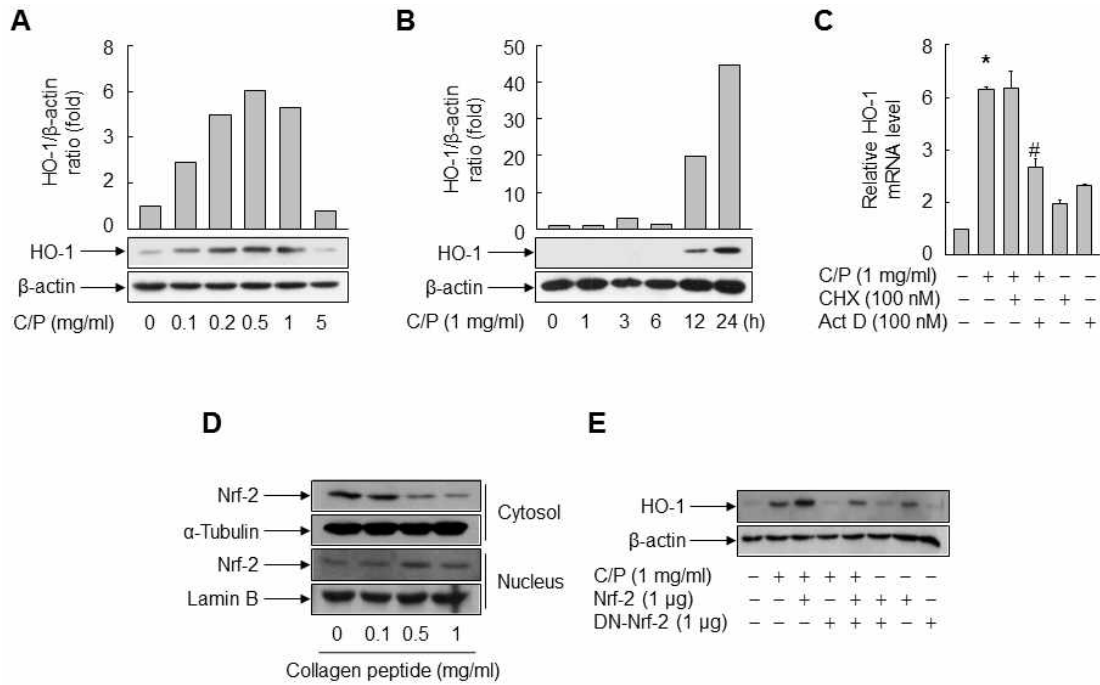 A
HO-1/β-actin
ratio (fold)
8
6
4
2
0
HO-1
β-actin
C/P (mg/ml) 0 0.1 0.2 0.5 1 5
B
HO-1/β-actin
ratio (fold)
50
40
30
20
10
0
HO-1
β-actin
C/P (1 mg/ml) 0 1 3 6 12 24 (h)
C
Relative HO-1
mRNA level
8
6
3
2
0
*
#
C/P (1 mg/ml) − + + + − −
CHX (100 nM) − − + − + −
Act D (100 nM) − − − + − +
D
Nrf-2
α-Tubulin
Cytosol
Nrf-2
Lamin B
Nucleus
0 0.1 0.5 1
Collagen peptide (mg/ml)
E
HO-1
β-actin
C/P (1 mg/ml) − + + + + − − −
Nrf-2 (1 µg) − − + − + + + −
DN-Nrf-2 (1 µg) − − − + + + − +